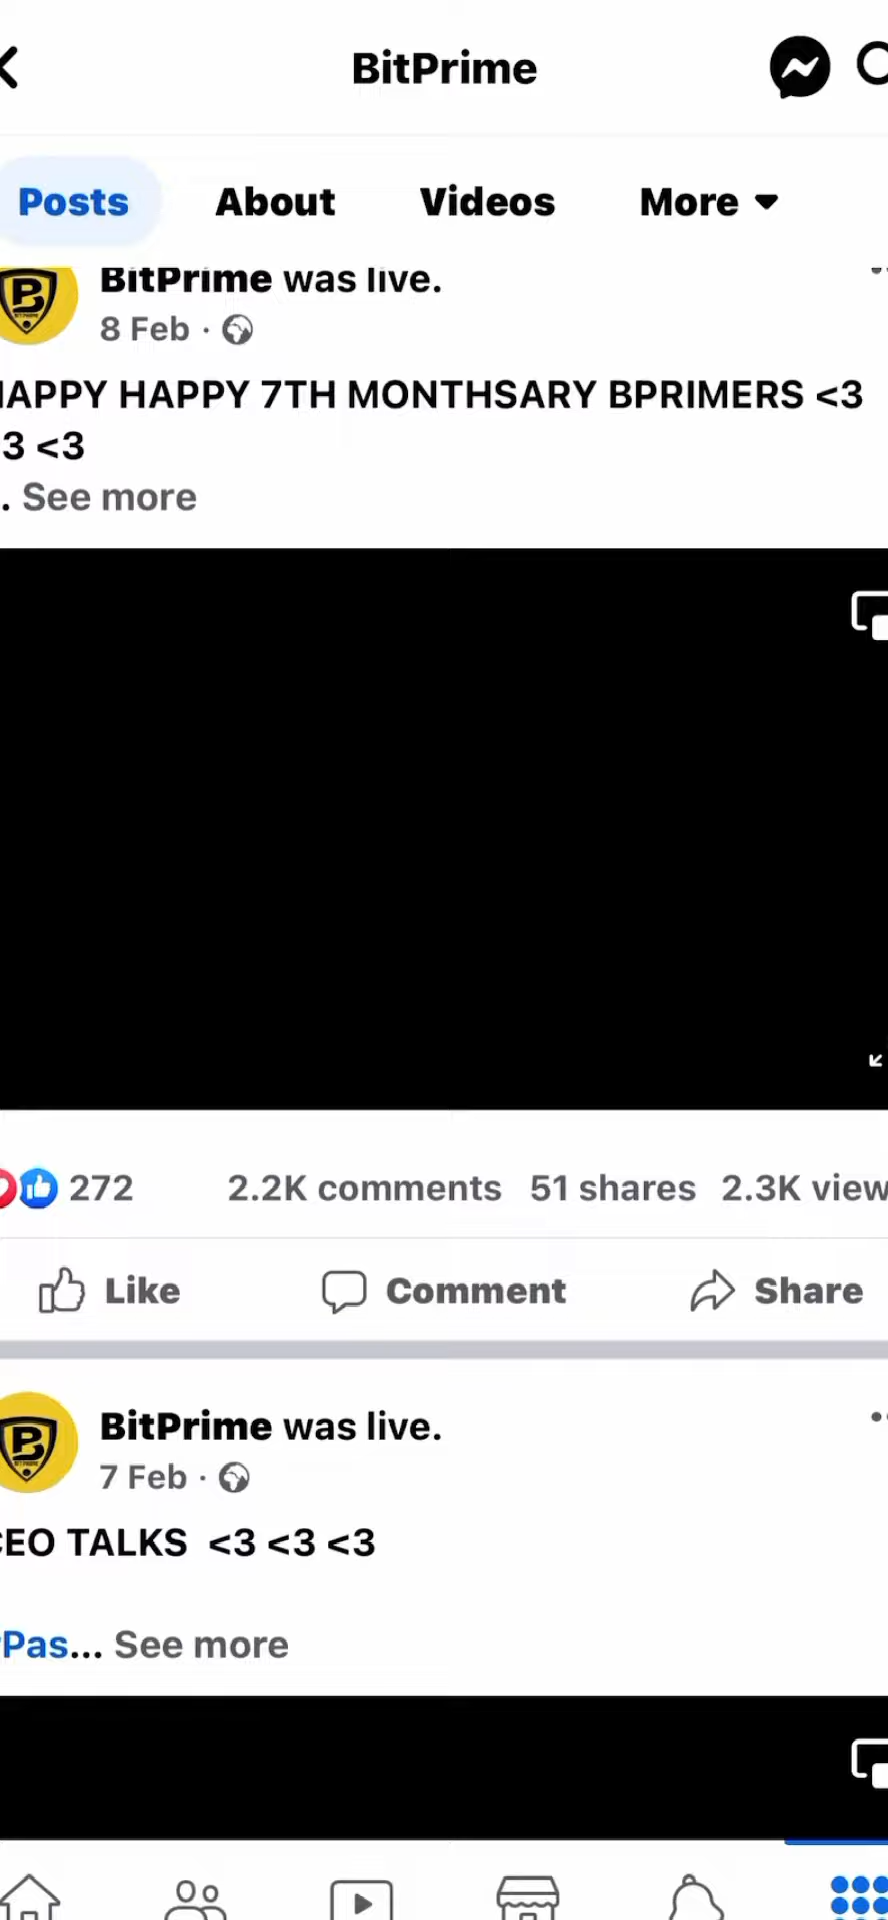 BitPrime
Posts About Videos More
BitPrime was live.
8 Feb ·
HAPPY HAPPY 7TH MONTHSARY BPRIMERS <3
<3 <3
. See more
272 2.2K comments 51 shares 2.3K view
Like Comment Share
BitPrime was live.
7 Feb ·
CEO TALKS <3 <3 <3
Pas... See more